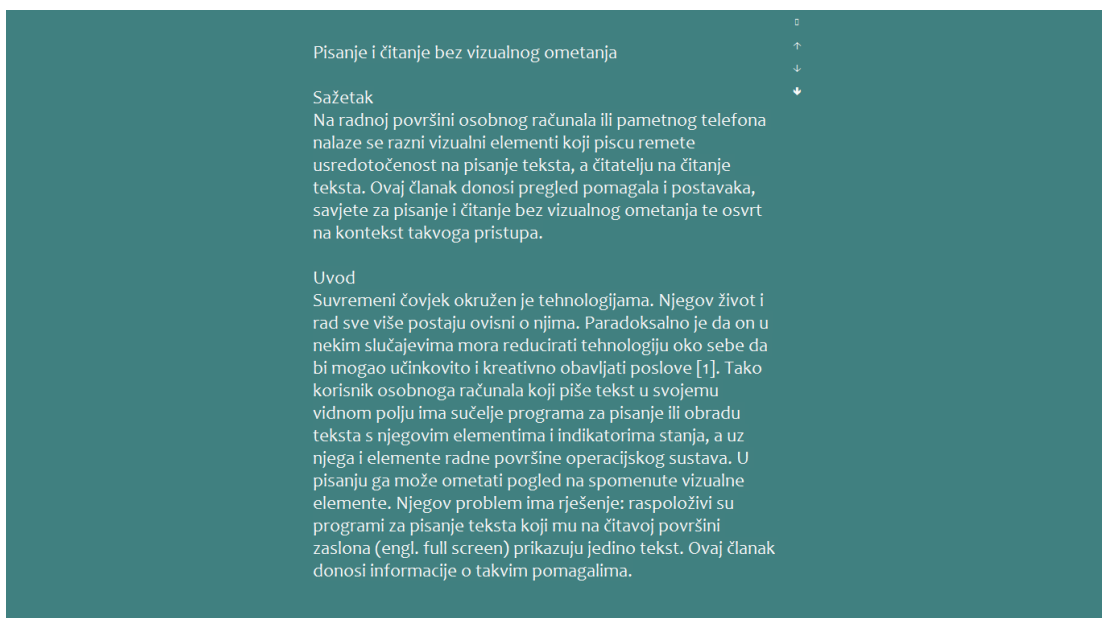 Pisanje i čitanje bez vizualnog ometanja
Sažetak
Na radnoj površini osobnog računala ili pametnog telefona
nalaze se razni vizualni elementi koji piscu remete
usredotočenost na pisanje teksta, a čitatelju na čitanje
teksta. Ovaj članak donosi pregled pomagala i postavaka,
savjete za pisanje i čitanje bez vizualnog ometanja te osvrt
na kontekst takvoga pristupa.
Uvod
Suvremeni čovjek okružen je tehnologijama. Njegov život i
rad sve više postaju ovisni o njima. Paradoksalno je da on u
nekim slučajevima mora reducirati tehnologiju oko sebe da
bi mogao učinkovito i kreativno obavljati poslove [1]. Tako
korisnik osobnoga računala koji piše tekst u svojemu
vidnom polju ima sučelje programa za pisanje ili obradu
teksta s njegovim elementima i indikatorima stanja, a uz
njega i elemente radne površine operacijskog sustava. U
pisanju ga može ometati pogled na spomenute vizualne
elemente. Njegov problem ima rješenje: raspoloživi su
programi za pisanje teksta koji mu na čitavoj površini
zaslona (engl. full screen) prikazuju jedino tekst. Ovaj članak
donosi informacije o takvim pomagalima.